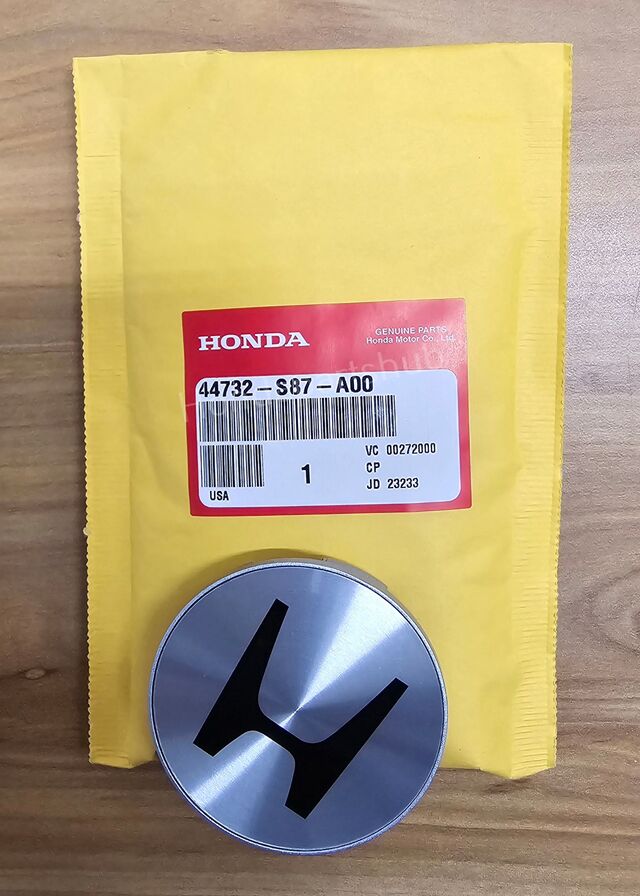 HONDA
GENUINE PARTS
Honda Motor Co., Ltd.
44732-S87-A00
1
VC 00272000
CP
JD 23233
USA